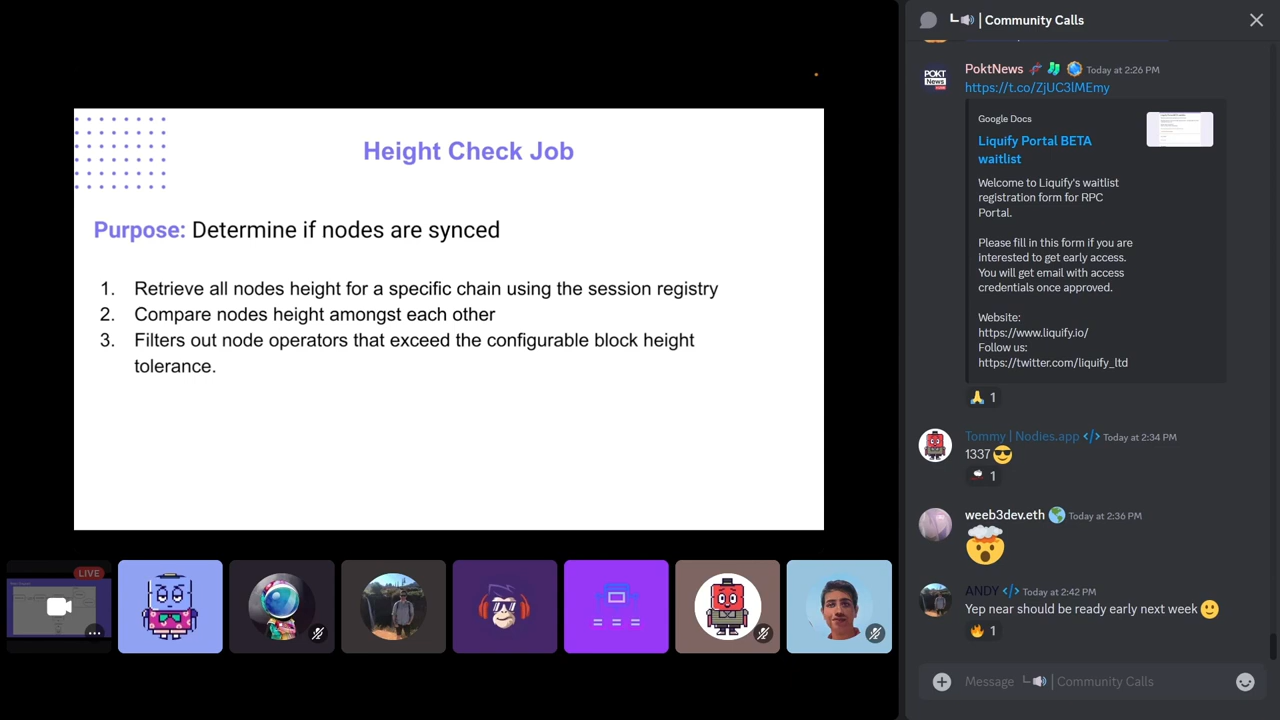 Height Check Job
Purpose: Determine if nodes are synced
1. Retrieve all nodes height for a specific chain using the session registry
2. Compare nodes height amongst each other
3. Filters out node operators that exceed the configurable block height
tolerance.
LIVE
Community Calls
PoktNews Today at 2:26 PM
POKT
News
https://t.co/ZjUC3lMEmy
Google Docs
Liquify Portal BETA
waitlist
Welcome to Liquify's waitlist
registration form for RPC
Portal.
Please fill in this form if you are
interested to get early access.
You will get email with access
credentials once approved.
Website:
https://www.liquify.io/
Follow us:
https://twitter.com/liquify_ltd
🙏 1
Tommy | Nodies.app </> Today at 2:34 PM
1337 😎
1
weeb3dev.eth 🌎 Today at 2:36 PM
🤯
ANDY </> Today at 2:42 PM
Yep near should be ready early next week 🙂
🔥 1
Message Community Calls